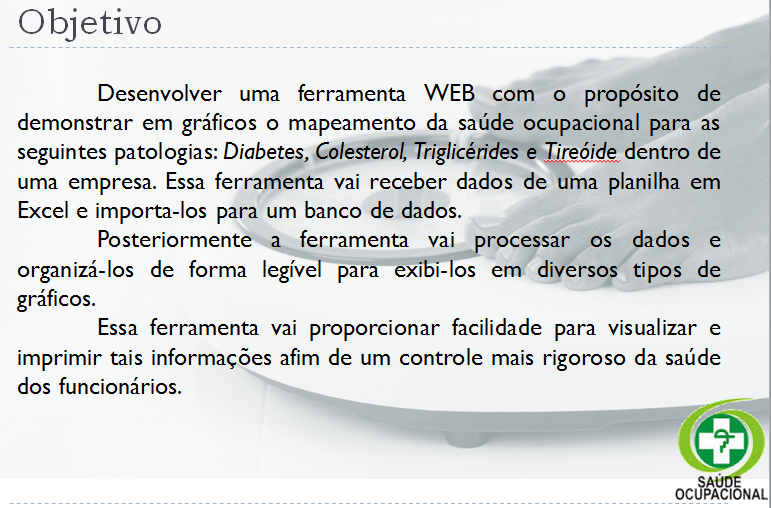 Objetivo
Desenvolver uma ferramenta WEB com o propósito de
demonstrar em gráficos o mapeamento da saúde ocupacional para as
seguintes patologias: Diabetes, Colesterol, Triglicérides e Tireóide dentro de
uma empresa. Essa ferramenta vai receber dados de uma planilha em
Excel e importa-los para um banco de dados.
Posteriormente a ferramenta vai processar os dados e
organizá-los de forma legível para exibi-los em diversos tipos de
gráficos.
Essa ferramenta vai proporcionar facilidade para visualizar e
imprimir tais informações afim de um controle mais rigoroso da saúde
dos funcionários.
SAÚDE
OCUPACIONAL